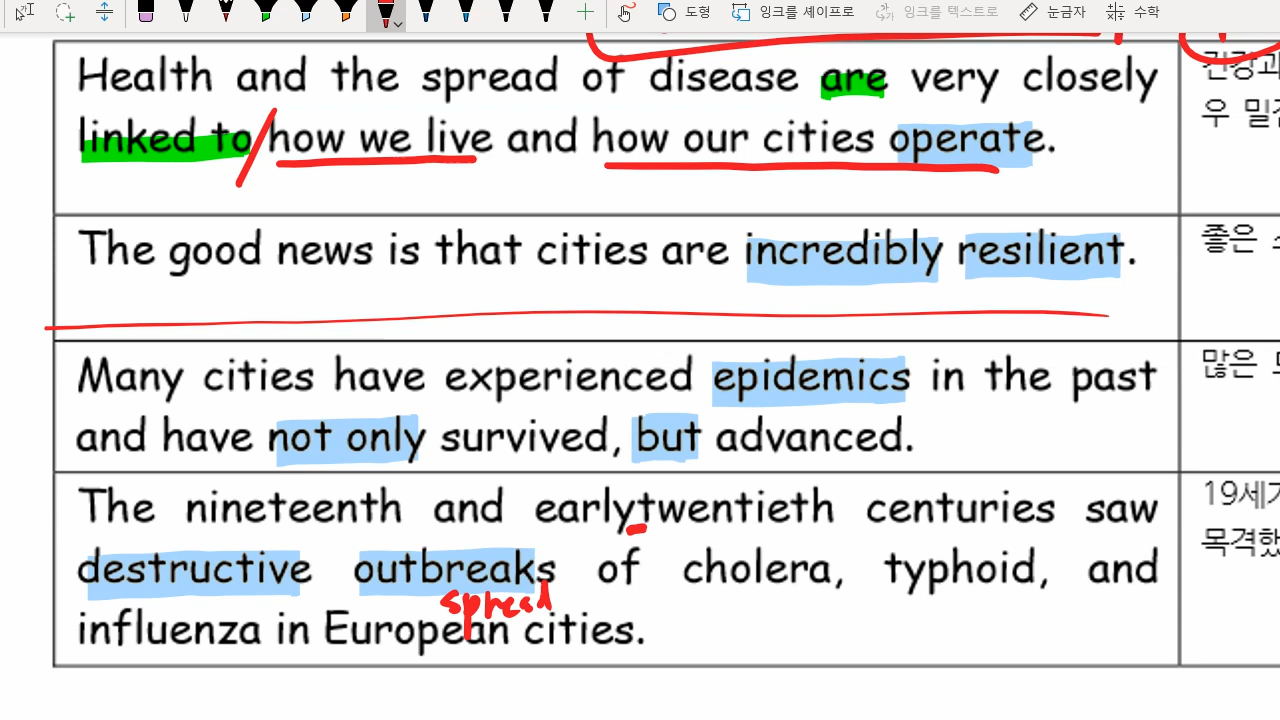 도형 잉크를 셰이프로 잉크를 텍스트로 눈금자 수학
Health and the spread of disease are very closely
linked to how we live and how our cities operate.
우 밀접
The good news is that cities are incredibly resilient.
좋은
Many cities have experienced epidemics in the past
and have not only survived, but advanced.
많은
The nineteenth and earlytwentieth centuries saw
destructive outbreaks of cholera, typhoid, and
spread
influenza in European cities.
19세기
목격했